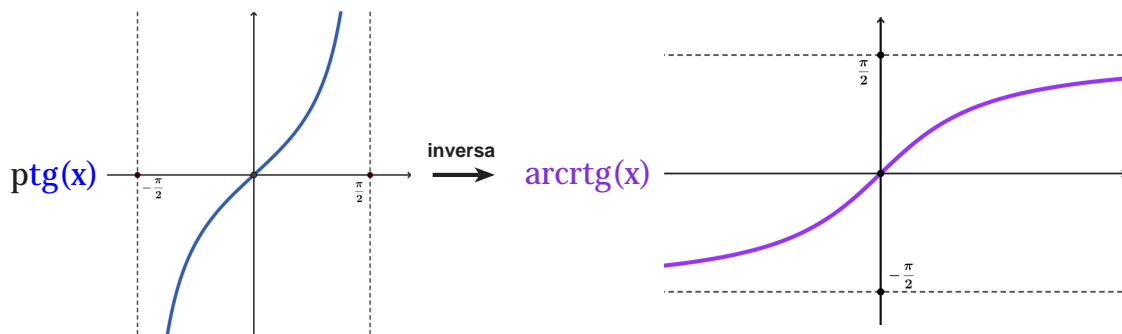 ptg(x)
-π/2
π/2
inversa
arcrtg(x)
π/2
-π/2